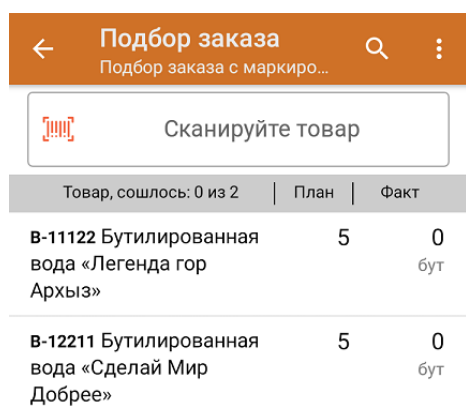 Подбор заказа
Подбор заказа с маркиро...
Сканируйте товар
Товар, сошлось: 0 из 2 | План | Факт
В-11122 Бутилированная 5 0
вода «Легенда гор бут
Архыз»
В-12211 Бутилированная 5 0
вода «Сделай Мир бут
Добрее»